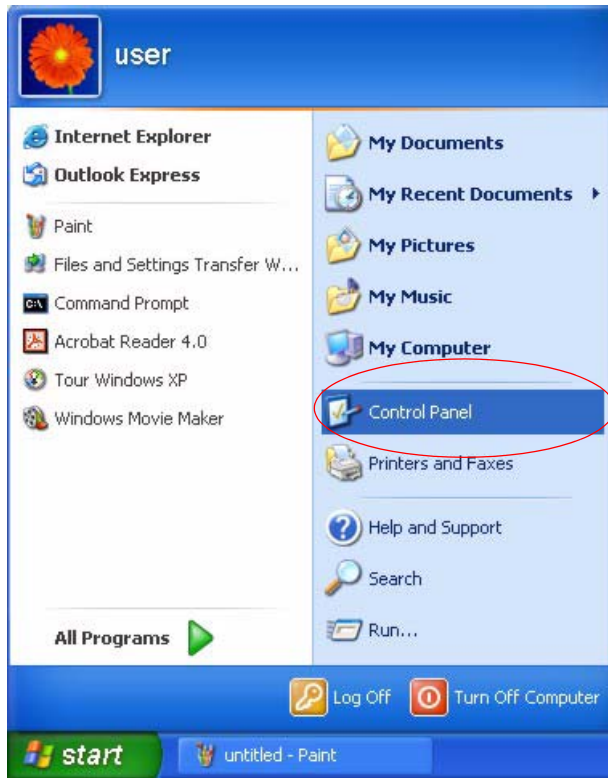 user
Internet Explorer
Outlook Express
Paint
Files and Settings Transfer W...
Command Prompt
Acrobat Reader 4.0
Tour Windows XP
Windows Movie Maker
All Programs
My Documents
My Recent Documents
My Pictures
My Music
My Computer
Control Panel
Printers and Faxes
Help and Support
Search
Run...
Log Off
Turn Off Computer
start
untitled - Paint